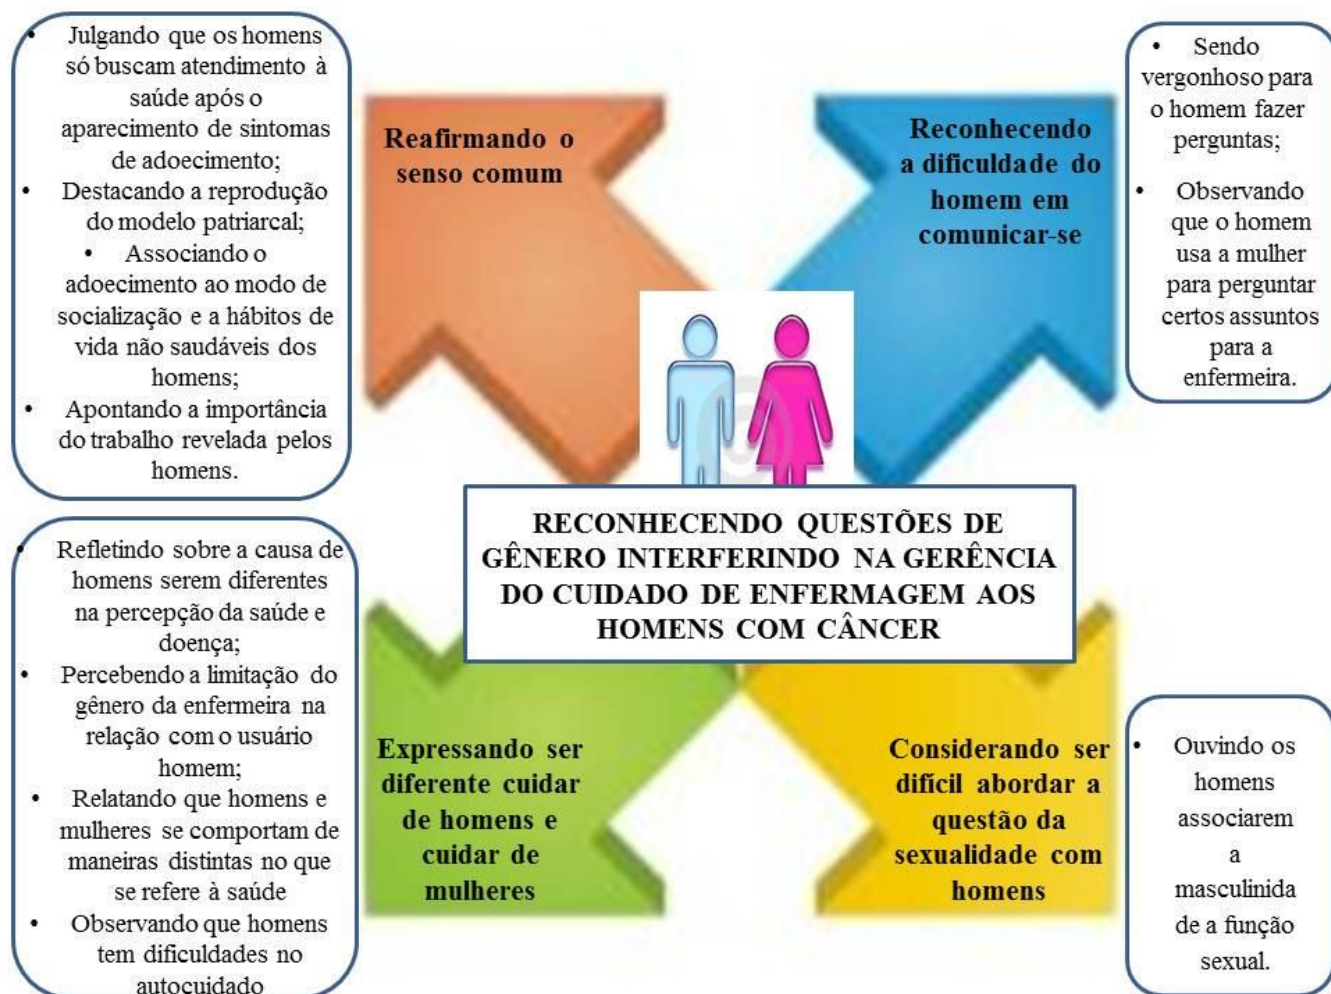 • Julgando que os homens
só buscam atendimento à
saúde após o
aparecimento de sintomas
de adoecimento;
• Destacando a reprodução
do modelo patriarcal;
• Associando o
adoecimento ao modo de
socialização e a hábitos de
vida não saudáveis dos
homens;
• Apontando a importância
do trabalho revelada pelos
homens.
Reafirmando o
senso comum
Reconhecendo
a dificuldade do
homem em
comunicar-se
• Sendo
vergonhoso para
o homem fazer
perguntas;
• Observando
que o homem
usa a mulher
para perguntar
certos assuntos
para a
enfermeira.
RECONHECENDO QUESTÕES DE
GÊNERO INTERFERINDO NA GERÊNCIA
DO CUIDADO DE ENFERMAGEM AOS
HOMENS COM CÂNCER
• Refletindo sobre a causa de
homens serem diferentes
na percepção da saúde e
doença;
• Percebendo a limitação do
gênero da enfermeira na
relação com o usuário
homem;
• Relatando que homens e
mulheres se comportam de
maneiras distintas no que
se refere à saúde
• Observando que homens
tem dificuldades no
autocuidado
Expressando ser
diferente cuidar
de homens e
cuidar de
mulheres
Considerando ser
difícil abordar a
questão da
sexualidade com
homens
• Ouvindo os
homens
associarem
a
masculinida
de a função
sexual.